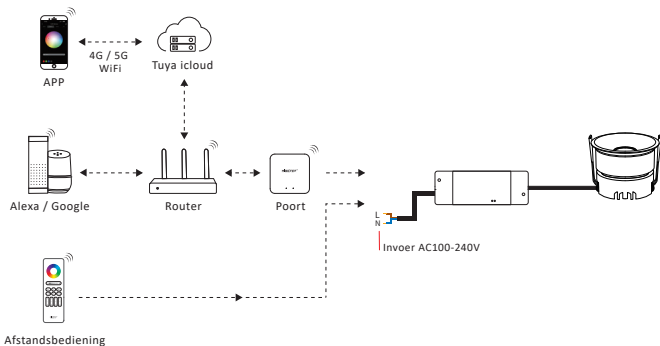 4G / 5G
WiFi
APP
Tuya icloud
Alexa / Google
Router
Poort
L
N
Invoer AC100-240V
Afstandsbediening